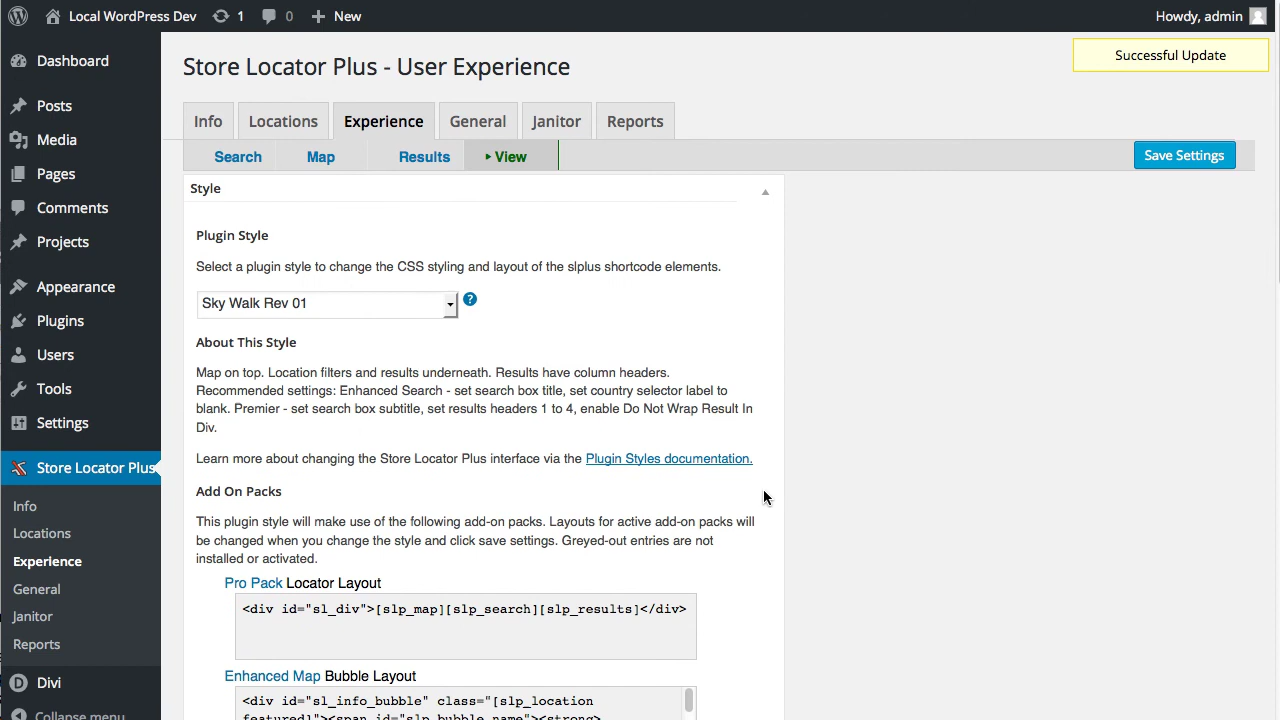 Local WordPress Dev
1
0
New
Howdy, admin
Dashboard
Posts
Media
Pages
Comments
Projects
Appearance
Plugins
Users
Tools
Settings
Store Locator Plus
Info
Locations
Experience
General
Janitor
Reports
Divi
Collapse menu
Store Locator Plus - User Experience
Successful Update
Info
Locations
Experience
General
Janitor
Reports
Search
Map
Results
View
Save Settings
Style
Plugin Style
Select a plugin style to change the CSS styling and layout of the slplus shortcode elements.
Sky Walk Rev 01
?
About This Style
Map on top. Location filters and results underneath. Results have column headers.
Recommended settings: Enhanced Search - set search box title, set country selector label to
blank. Premier - set search box subtitle, set results headers 1 to 4, enable Do Not Wrap Result In
Div.
Learn more about changing the Store Locator Plus interface via the Plugin Styles documentation.
Add On Packs
This plugin style will make use of the following add-on packs. Layouts for active add-on packs will
be changed when you change the style and click save settings. Greyed-out entries are not
installed or activated.
Pro Pack Locator Layout
<div id="sl_div">[slp_map][slp_search][slp_results]</div>
Enhanced Map Bubble Layout
<div id="sl_info_bubble" class="[slp_location
featured]"><span id="slp_bubble_name"><strong>